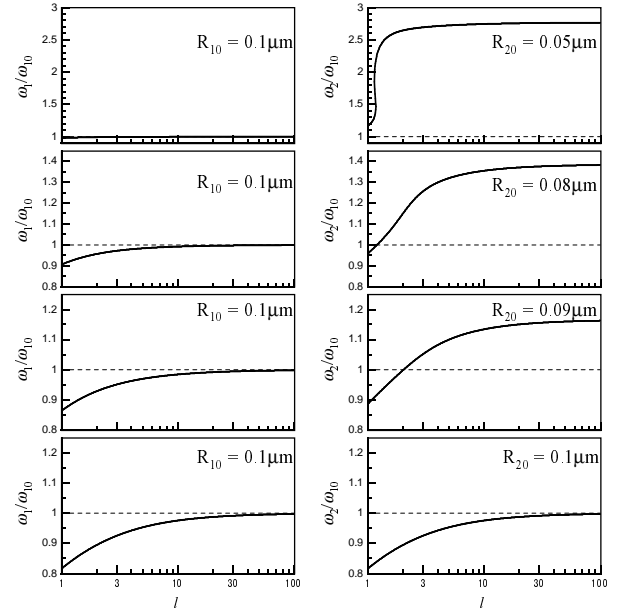 3
2.5
2
1.5
1
ω₁/ω₁₀
R₁₀ = 0.1μm
3
2.5
2
1.5
1
ω₂/ω₁₀
R₂₀ = 0.05μm
1.4
1.3
1.2
1.1
1
0.9
0.8
ω₁/ω₁₀
R₁₀ = 0.1μm
1.4
1.3
1.2
1.1
1
0.9
0.8
ω₂/ω₁₀
R₂₀ = 0.08μm
1.2
1.1
1
0.9
0.8
ω₁/ω₁₀
R₁₀ = 0.1μm
1.2
1.1
1
0.9
0.8
ω₂/ω₁₀
R₂₀ = 0.09μm
1.2
1.1
1
0.9
0.8
ω₁/ω₁₀
R₁₀ = 0.1μm
1 3 10 30 100
l
1.2
1.1
1
0.9
0.8
ω₂/ω₁₀
R₂₀ = 0.1μm
1 3 10 30 100
l